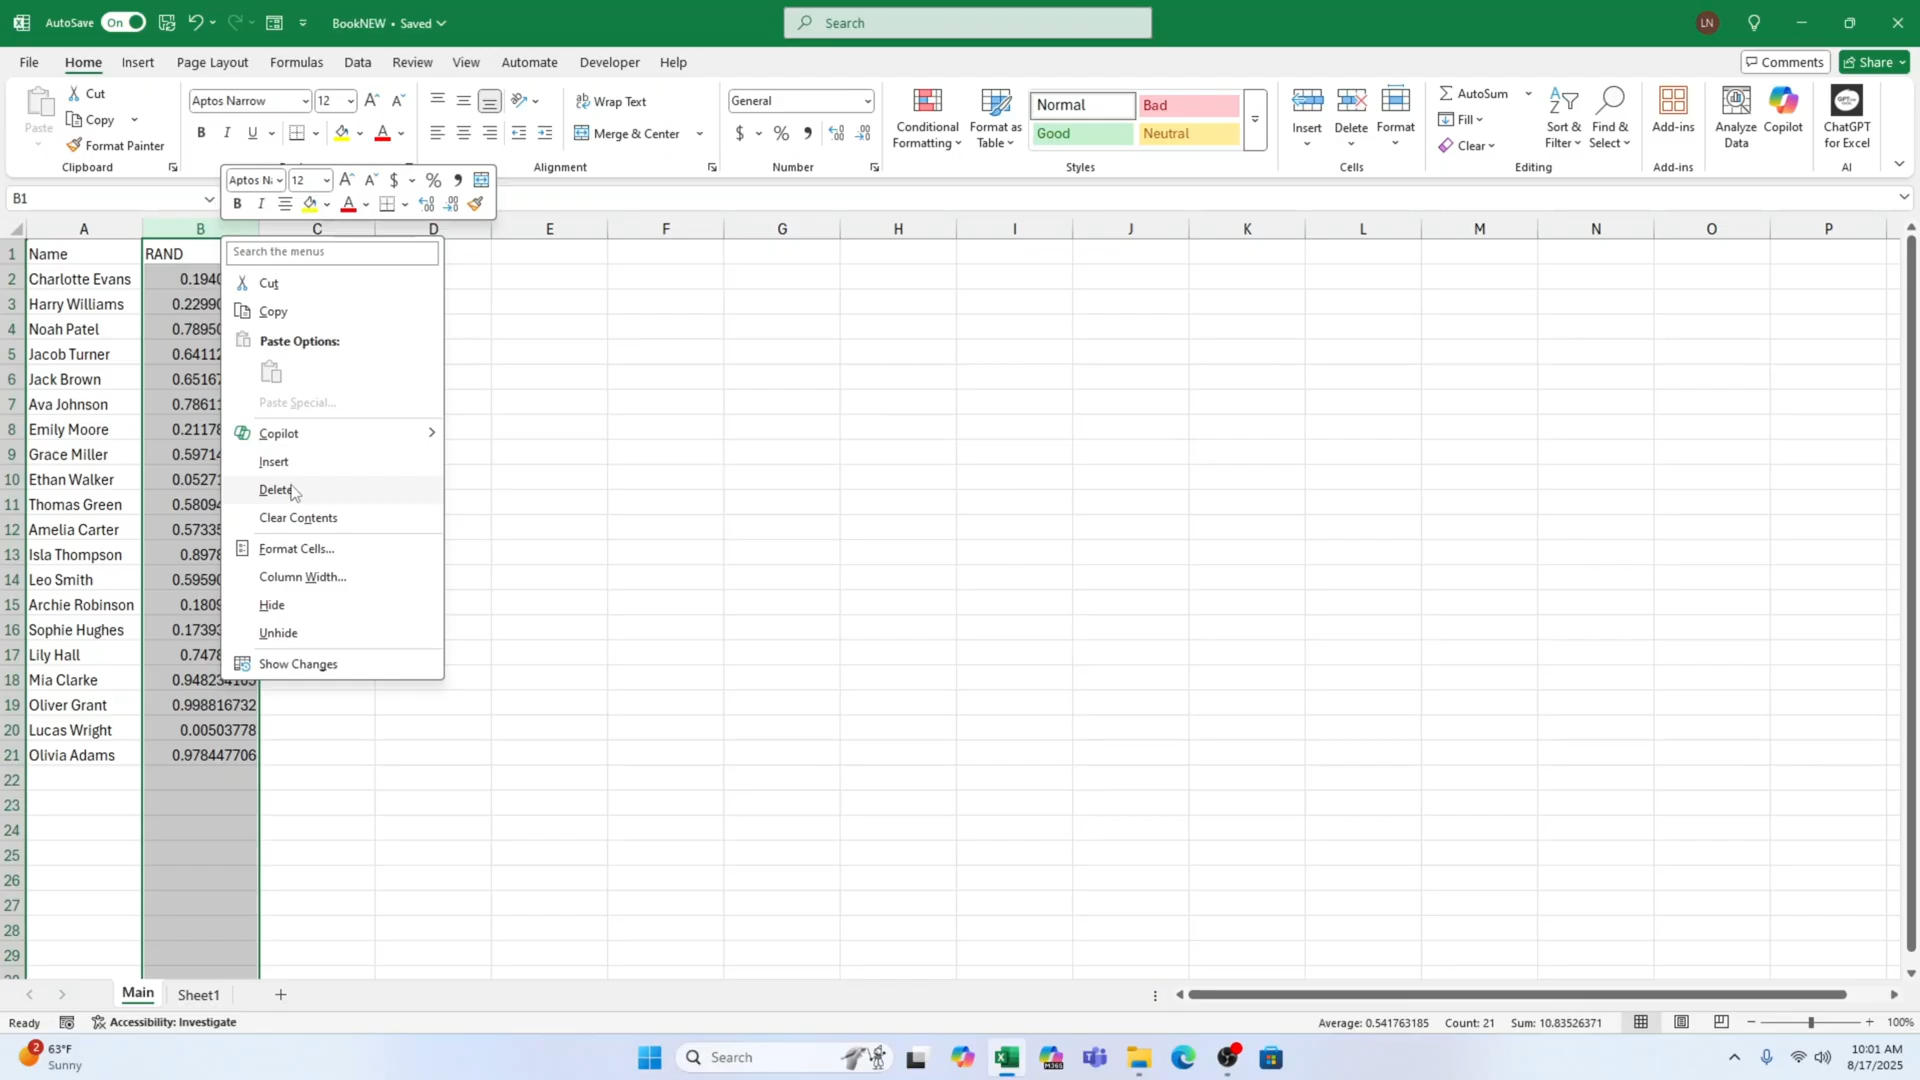 AutoSave On BookNEW • Saved Search LN
File Home Insert Page Layout Formulas Data Review View Automate Developer Help Comments Share
Paste Cut Copy Format Painter
Clipboard
Aptos Narrow 12
B I U
Wrap Text
Merge & Center
Alignment
General
$ % 9
Number
Conditional Formatting
Format as Table
Normal Bad
Good Neutral
Styles
Insert Delete Format
Cells
AutoSum
Fill
Clear
Sort & Filter
Find & Select
Editing
Add-ins
Add-ins
Analyze Data
Copilot
ChatGPT for Excel
AI
B1
12 $ % 9
B I
A B C D E F G H I J K L M N O P
1 Name RAND
2 Charlotte Evans 0.1940
3 Harry Williams 0.22990
4 Noah Patel 0.78950
5 Jacob Turner 0.64112
6 Jack Brown 0.65167
7 Ava Johnson 0.78611
8 Emily Moore 0.21178
9 Grace Miller 0.59714
10 Ethan Walker 0.05271
11 Thomas Green 0.58094
12 Amelia Carter 0.57335
13 Isla Thompson 0.8978
14 Leo Smith 0.59590
15 Archie Robinson 0.1809
16 Sophie Hughes 0.17393
17 Lily Hall 0.7478
18 Mia Clarke
19 Oliver Grant 0.998816732
20 Lucas Wright 0.00503778
21 Olivia Adams 0.978447706
22
23
24
25
26
27
28
29
Search the menus
Cut
Copy
Paste Options:
Paste Special...
Copilot
Insert
Delete
Clear Contents
Format Cells...
Column Width...
Hide
Unhide
Show Changes
Main Sheet1
Ready Accessibility: Investigate Average: 0.541763185 Count: 21 Sum: 10.83526371 100%
2 63°F
Sunny
Search
10:01 AM
8/17/2025